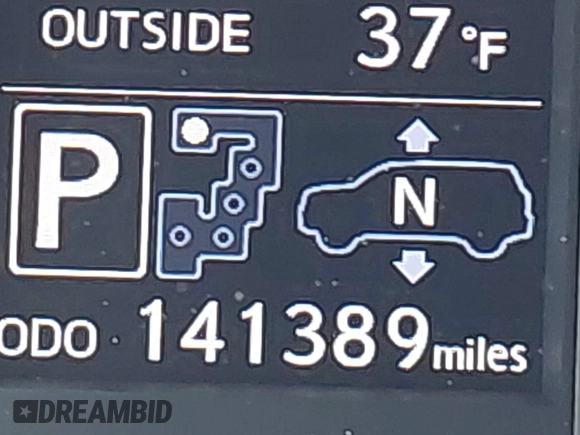 OUTSIDE 37°F
P N
ODO 141389 miles
DREAMBID